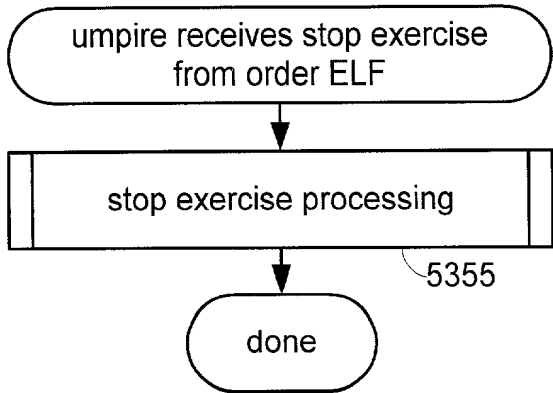 umpire receives stop exercise
from order ELF
stop exercise processing
5355
done